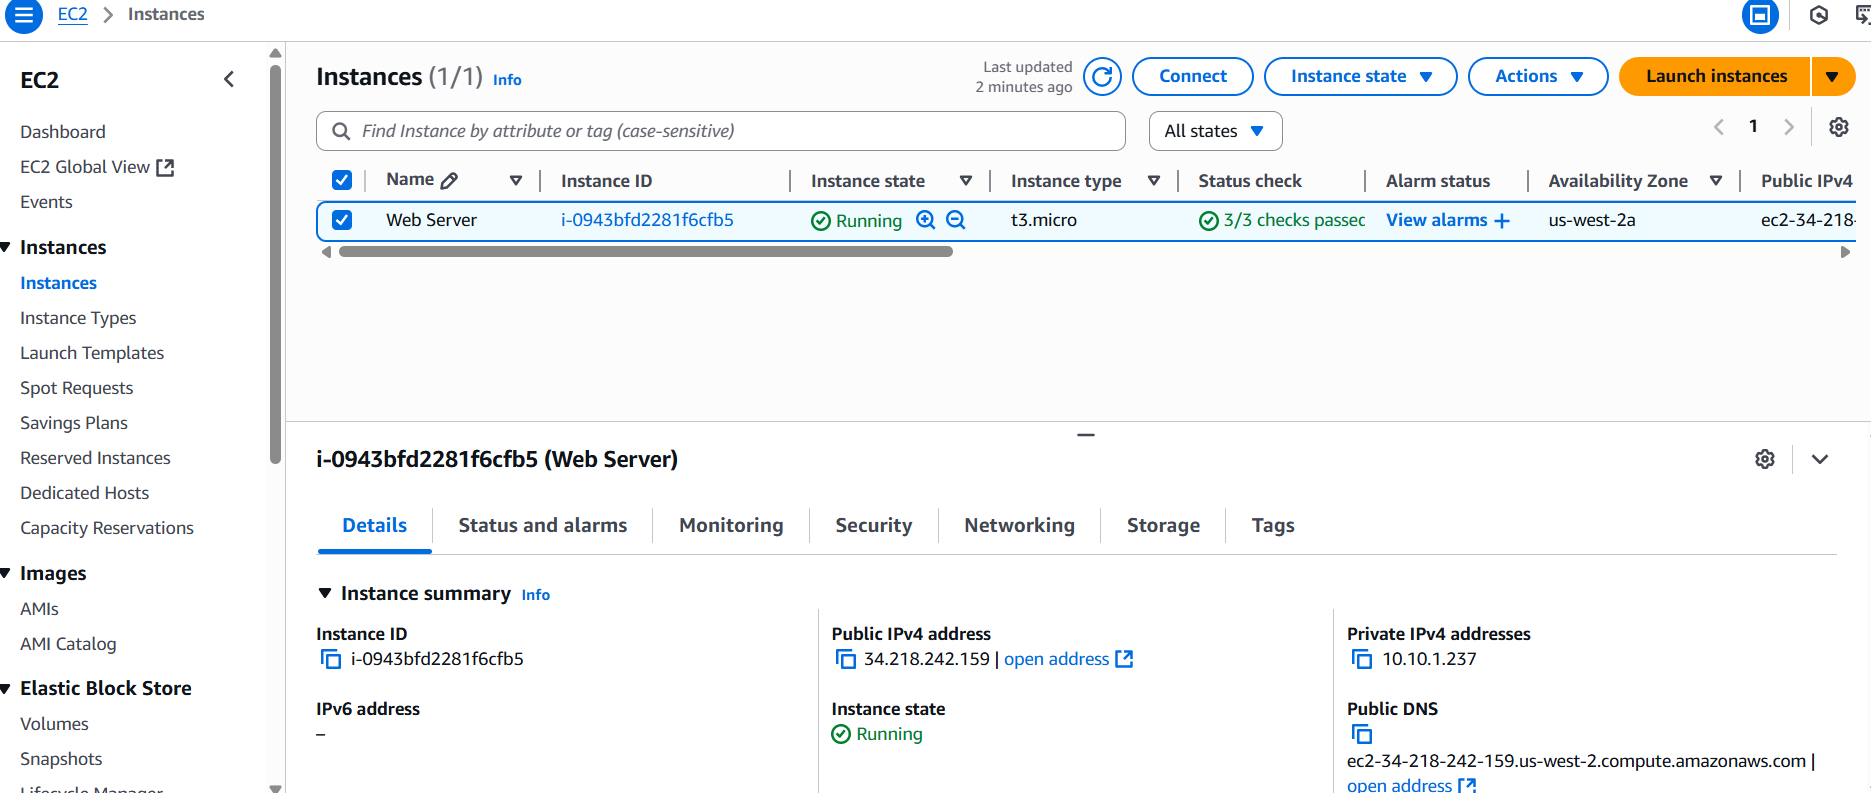 EC2 > Instances
EC2
Dashboard
EC2 Global View
Events
Instances
Instances
Instance Types
Launch Templates
Spot Requests
Savings Plans
Reserved Instances
Dedicated Hosts
Capacity Reservations
Images
AMIs
AMI Catalog
Elastic Block Store
Volumes
Snapshots
Lifecycle Manager
Instances (1/1) Info
Last updated
2 minutes ago
Connect
Instance state
Actions
Launch instances
Find Instance by attribute or tag (case-sensitive)
All states
1
Name Instance ID Instance state Instance type Status check Alarm status Availability Zone Public IPv4
Web Server i-0943bfd2281f6cfb5 Running t3.micro 3/3 checks passec View alarms + us-west-2a ec2-34-218-
i-0943bfd2281f6cfb5 (Web Server)
Details Status and alarms Monitoring Security Networking Storage Tags
Instance summary Info
Instance ID
i-0943bfd2281f6cfb5
Public IPv4 address
34.218.242.159 | open address
Private IPv4 addresses
10.10.1.237
IPv6 address
–
Instance state
Running
Public DNS
ec2-34-218-242-159.us-west-2.compute.amazonaws.com |
open address